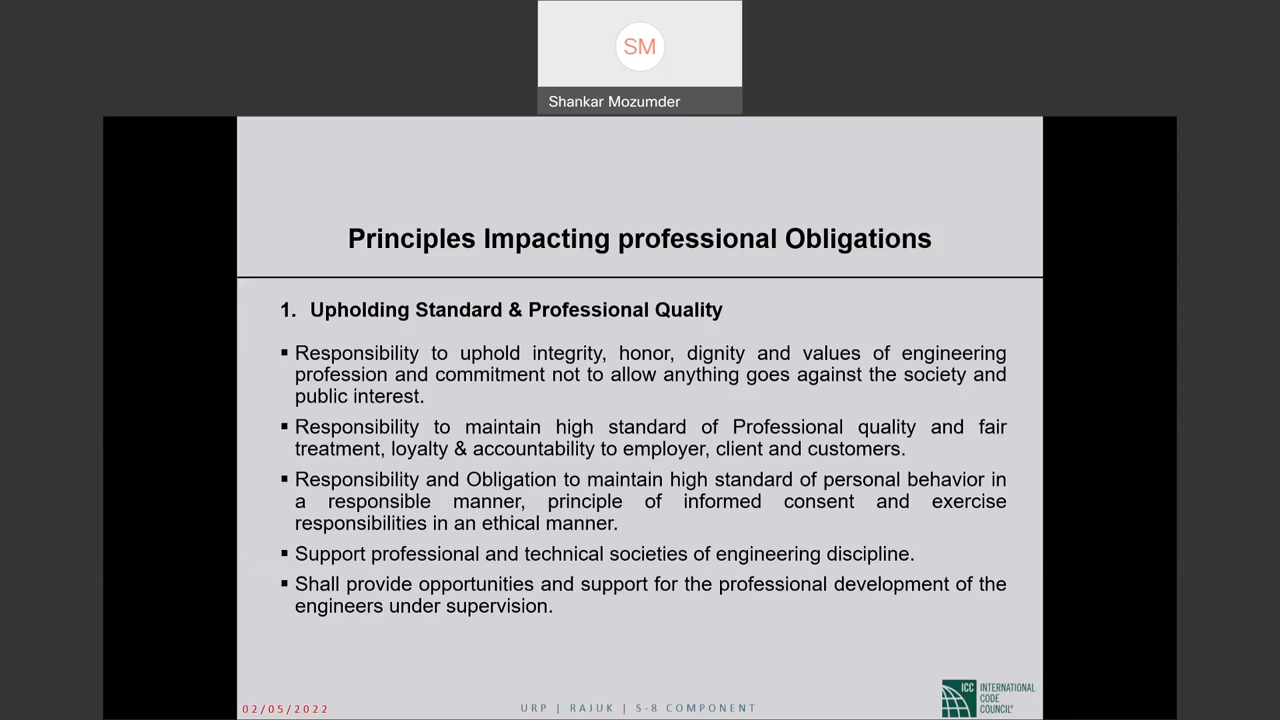 SM
Shankar Mozumder
Principles Impacting professional Obligations
1. Upholding Standard & Professional Quality
▪ Responsibility to uphold integrity, honor, dignity and values of engineering
profession and commitment not to allow anything goes against the society and
public interest.
▪ Responsibility to maintain high standard of Professional quality and fair
treatment, loyalty & accountability to employer, client and customers.
▪ Responsibility and Obligation to maintain high standard of personal behavior in
a responsible manner, principle of informed consent and exercise
responsibilities in an ethical manner.
▪ Support professional and technical societies of engineering discipline.
▪ Shall provide opportunities and support for the professional development of the
engineers under supervision.
02/05/2022
URP | RAJUK | S-8 COMPONENT
ICC INTERNATIONAL
CODE
COUNCIL®